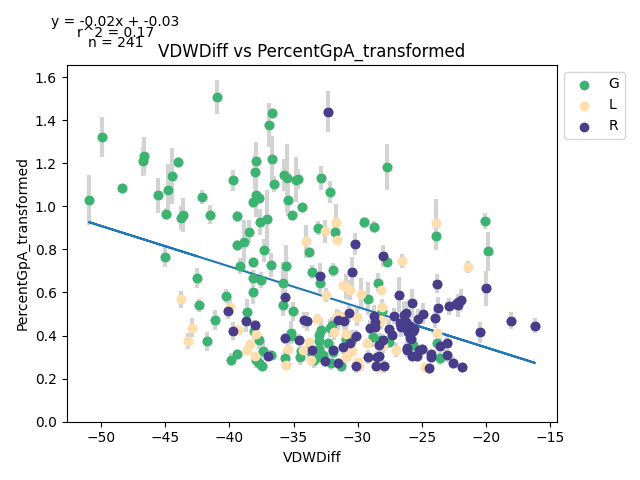 y = -0.02x + -0.03
r^2 = 0.17
n = 241
VDWDiff vs PercentGpA_transformed
G
L
R
PercentGpA_transformed
1.6
1.4
1.2
1.0
0.8
0.6
0.4
0.2
0.0
−50 −45 −40 −35 −30 −25 −20 −15
VDWDiff